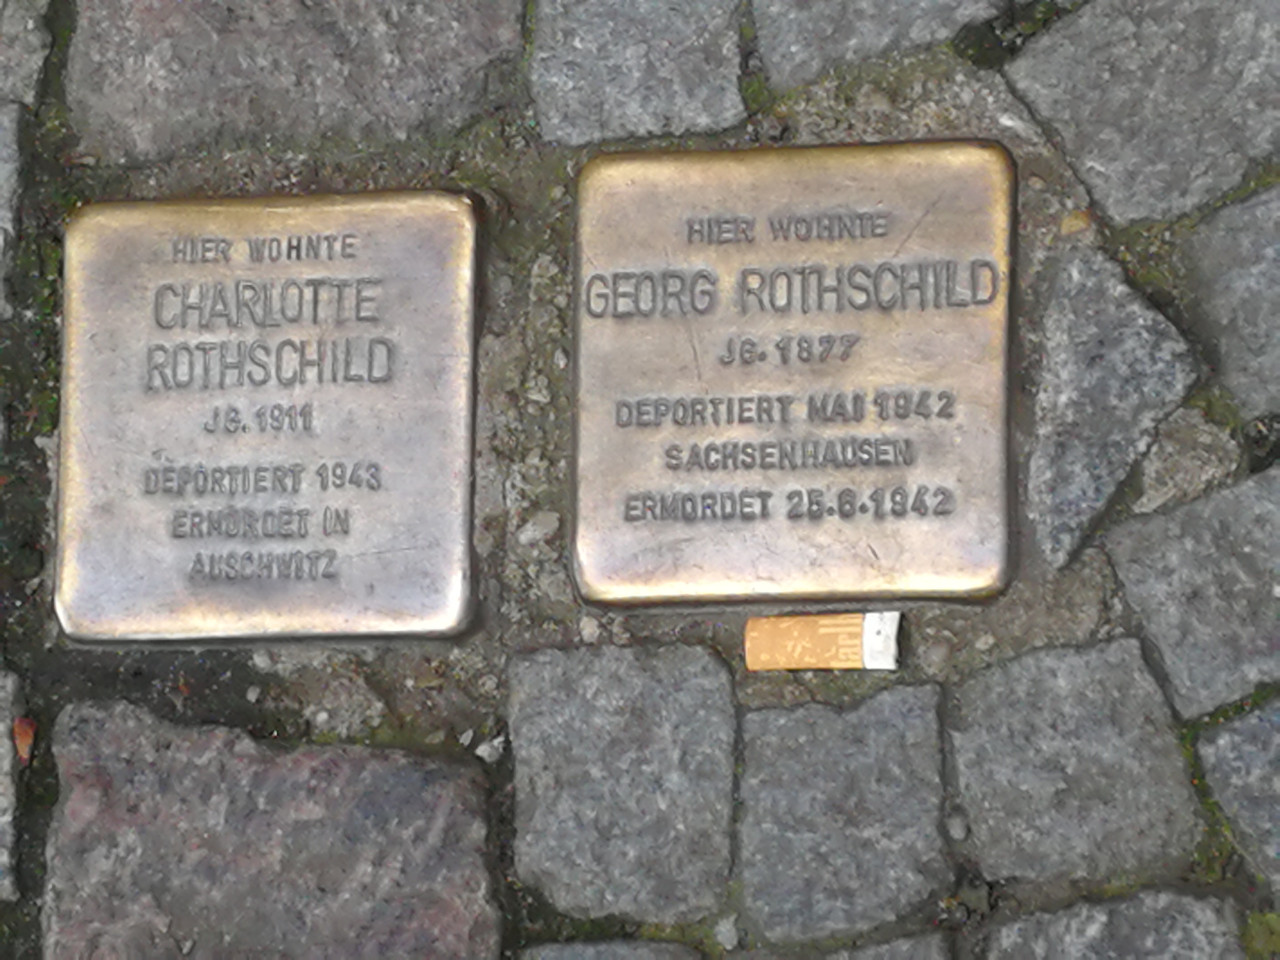 HIER WOHNTE
CHARLOTTE
ROTHSCHILD
JG. 1911
DEPORTIERT 1943
ERMORDET IN
AUSCHWITZ
HIER WOHNTE
GEORG ROTHSCHILD
JG. 1877
DEPORTIERT MAI 1942
SACHSENHAUSEN
ERMORDET 25.6.1942